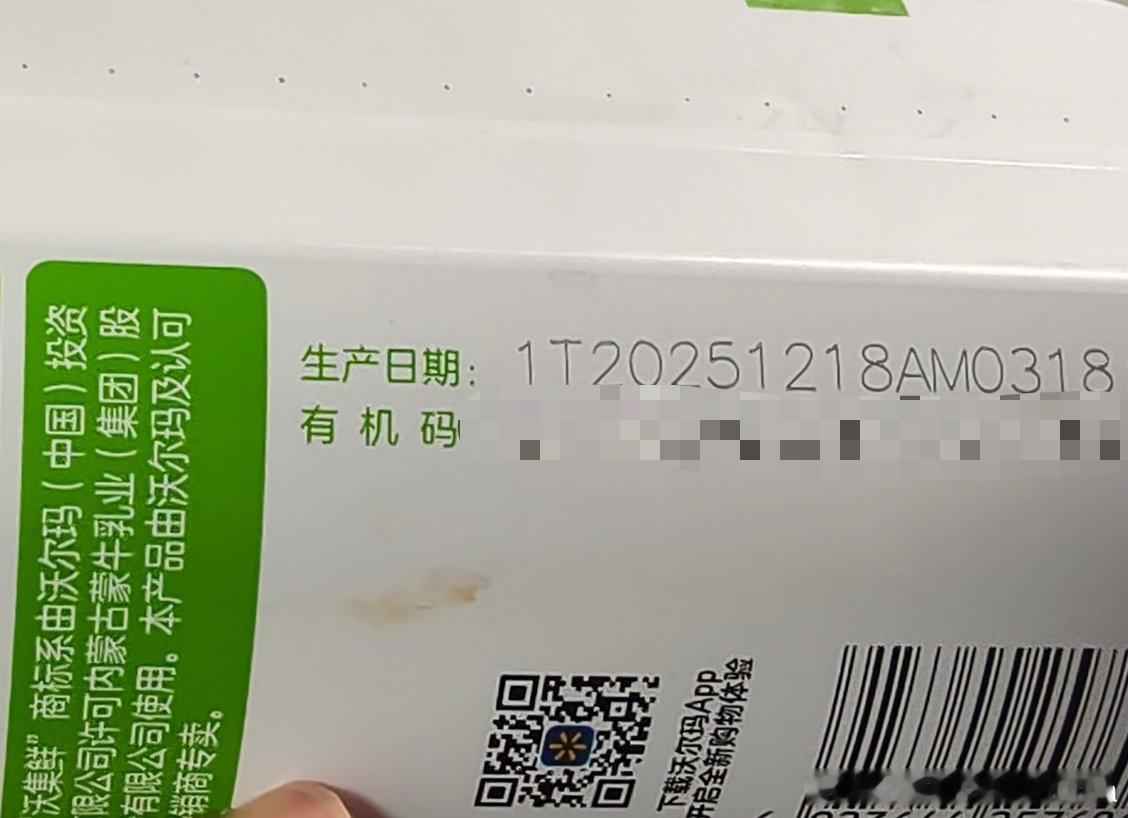 生产日期：1T20251218AM0318
有机码
沃集鲜”商标系由沃尔玛（中国）投资
限公司许可内蒙古蒙牛乳业（集团）股
有限公司使用。本产品由沃尔玛及认可
销商专卖。
下载沃尔玛App
开启全新购物体验